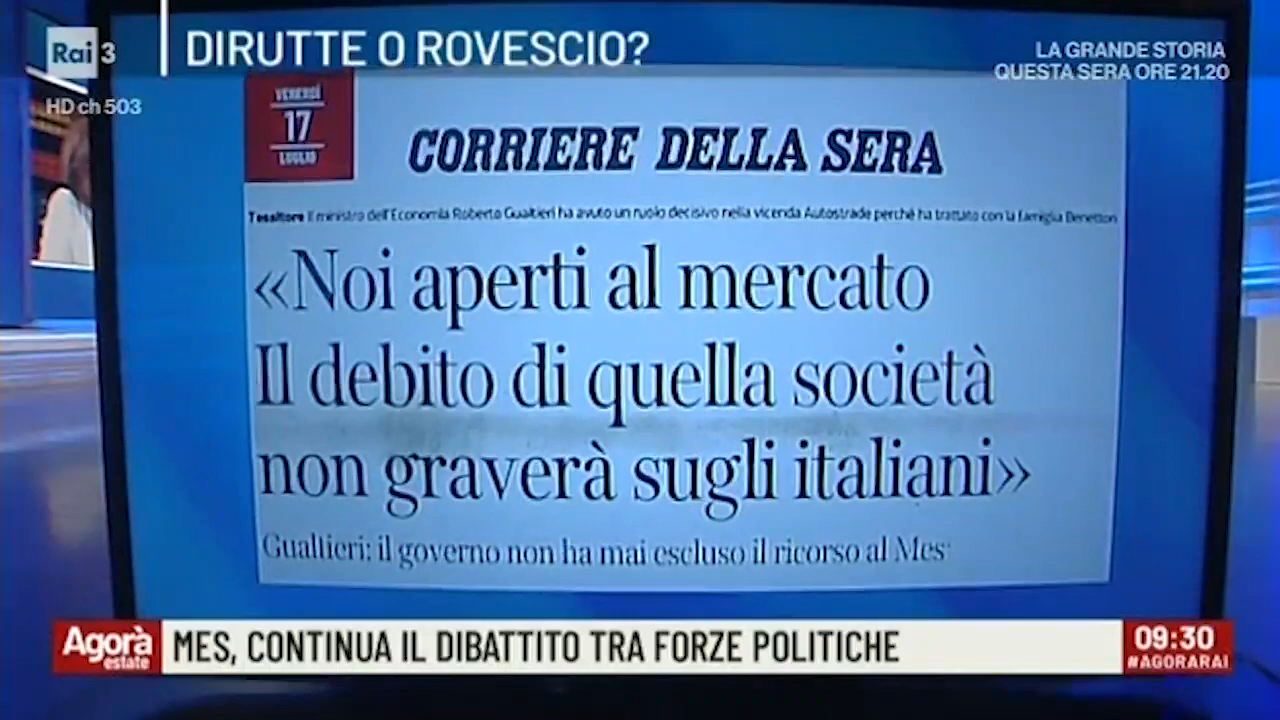 Rai 3
DIRUTTE O ROVESCIO?
LA GRANDE STORIA
QUESTA SERA ORE 21.20
HD ch 503
VENERDÌ
17
LUGLIO
CORRIERE DELLA SERA
Tessitore Il ministro dell'Economia Roberto Gualtieri ha avuto un ruolo decisivo nella vicenda Autostrade perché ha trattato con la famiglia Benetton
«Noi aperti al mercato
Il debito di quella società
non graverà sugli italiani»
Gualtieri: il governo non ha mai escluso il ricorso al Mes
Agorà
estate
MES, CONTINUA IL DIBATTITO TRA FORZE POLITICHE
09:30
#AGORARAI